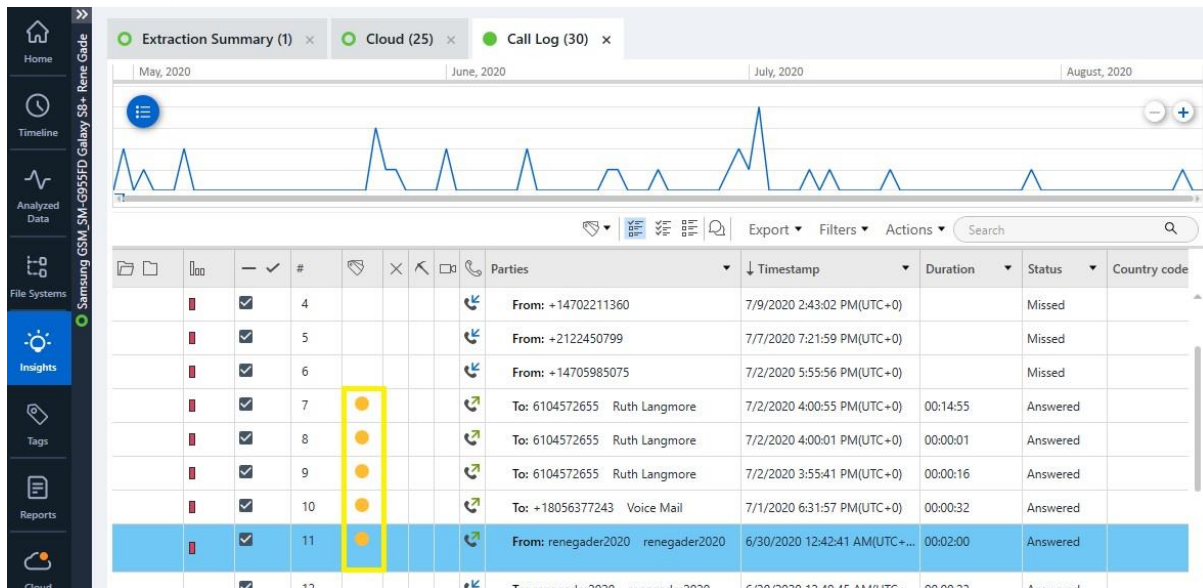 Home
Timeline
Analyzed Data
File Systems
Insights
Tags
Reports
Cloud
Samsung GSM_SM-G955FD Galaxy S8+ Rene Gade
Extraction Summary (1) × Cloud (25) × Call Log (30) ×
May, 2020 June, 2020 July, 2020 August, 2020
Export Filters Actions Search
# Parties Timestamp Duration Status Country code
4 From: +14702211360 7/9/2020 2:43:02 PM(UTC+0) Missed
5 From: +2122450799 7/7/2020 7:21:59 PM(UTC+0) Missed
6 From: +14705985075 7/2/2020 5:55:56 PM(UTC+0) Missed
7 To: 6104572655 Ruth Langmore 7/2/2020 4:00:55 PM(UTC+0) 00:14:55 Answered
8 To: 6104572655 Ruth Langmore 7/2/2020 4:00:01 PM(UTC+0) 00:00:01 Answered
9 To: 6104572655 Ruth Langmore 7/2/2020 3:55:41 PM(UTC+0) 00:00:16 Answered
10 To: +18056377243 Voice Mail 7/1/2020 6:31:57 PM(UTC+0) 00:00:32 Answered
11 From: renegader2020 renegader2020 6/30/2020 12:42:41 AM(UTC+... 00:02:00 Answered